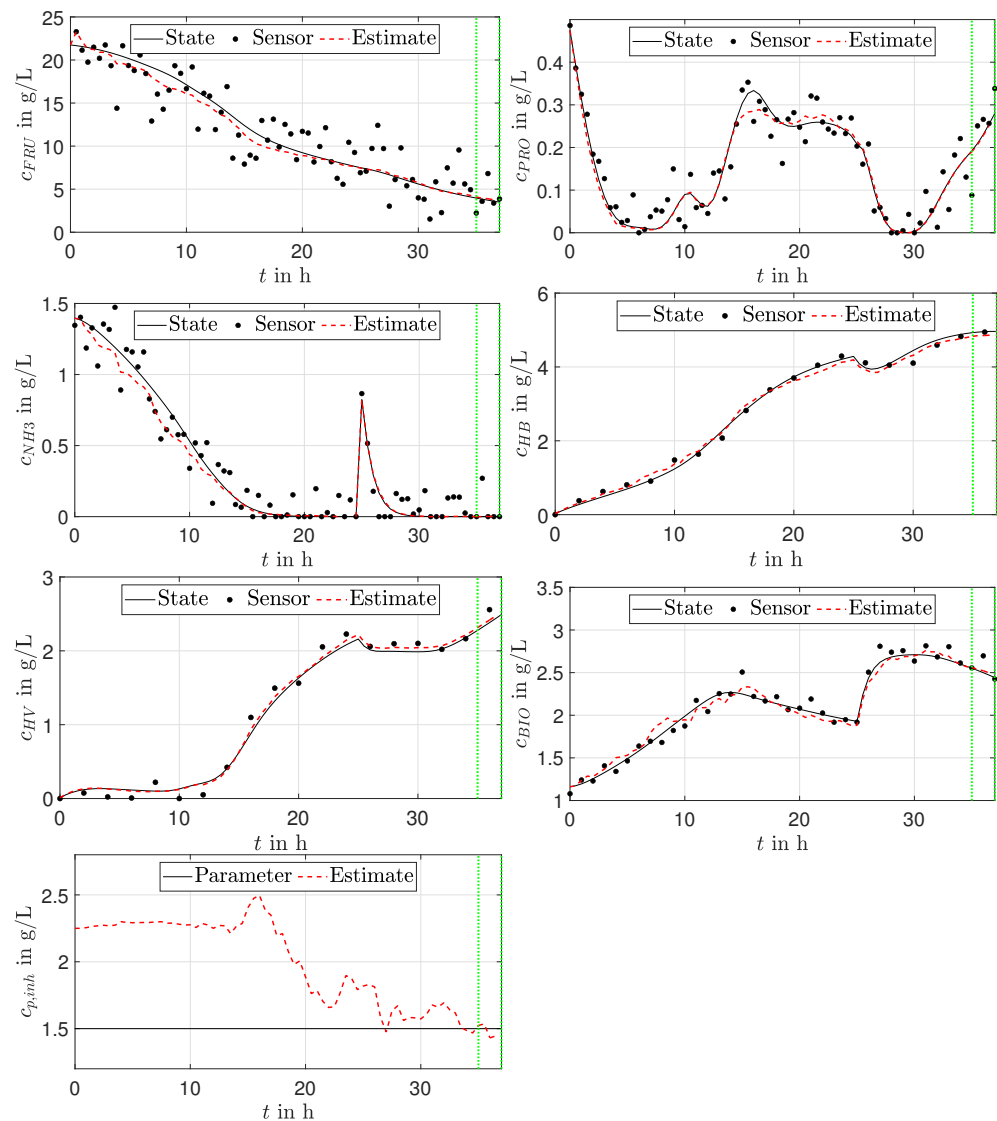 25
20
15
10
5
0
c_FRU in g/L
State Sensor Estimate
0 10 20 30
t in h
0.4
0.3
0.2
0.1
0
c_PRO in g/L
State Sensor Estimate
0 10 20 30
t in h
1.5
1
0.5
0
c_NH3 in g/L
State Sensor Estimate
0 10 20 30
t in h
6
4
2
0
c_HB in g/L
State Sensor Estimate
0 10 20 30
t in h
3
2
1
0
c_HV in g/L
State Sensor Estimate
0 10 20 30
t in h
3.5
3
2.5
2
1.5
1
c_BIO in g/L
State Sensor Estimate
0 10 20 30
t in h
2.5
2
1.5
c_p,inh in g/L
Parameter Estimate
0 10 20 30
t in h